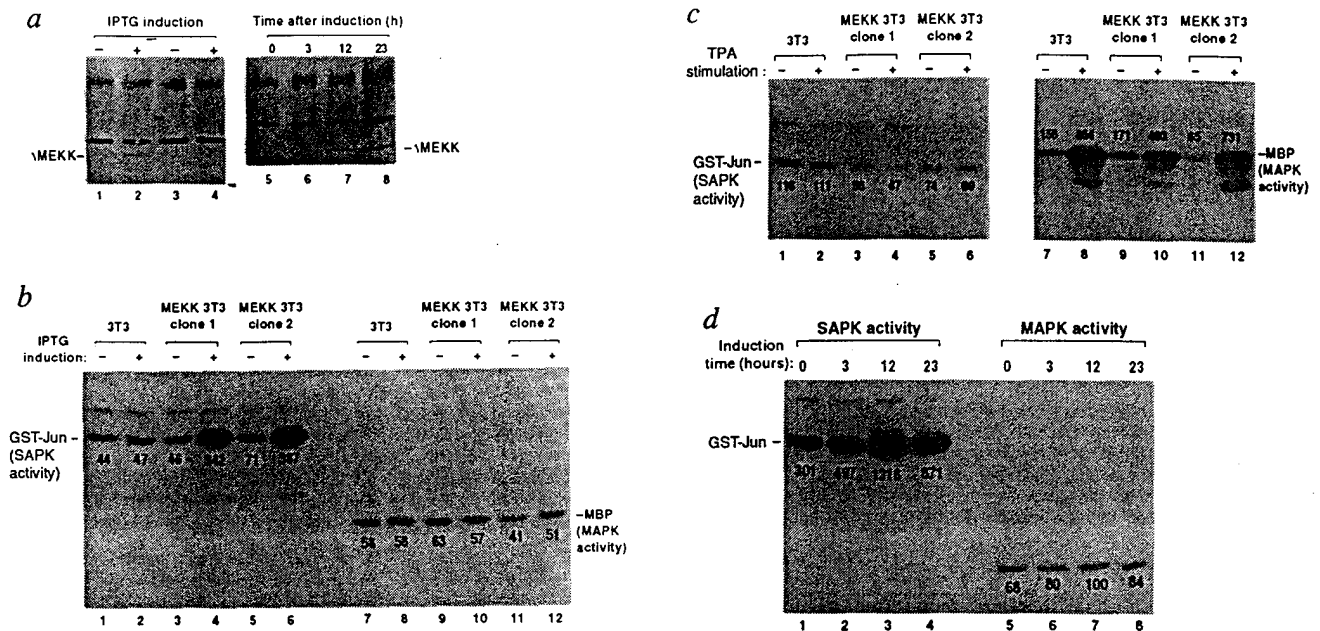 a
IPTG induction
– + – +
\MEKK–
1 2 3 4
Time after induction (h)
0 3 12 23
–\MEKK
5 6 7 8
b
3T3
MEKK 3T3 clone 1
MEKK 3T3 clone 2
3T3
MEKK 3T3 clone 1
MEKK 3T3 clone 2
IPTG
induction: – + – + – + – + – + – +
GST-Jun –
(SAPK
activity)
44 47 71
–MBP
(MAPK
activity)
58 63 57 41 51
1 2 3 4 5 6 7 8 9 10 11 12
c
3T3
MEKK 3T3 clone 1
MEKK 3T3 clone 2
3T3
MEKK 3T3 clone 1
MEKK 3T3 clone 2
TPA
stimulation : – + – + – + – + – + – +
GST-Jun –
(SAPK
activity)
111 47 74
171 731
–MBP
(MAPK
activity)
1 2 3 4 5 6 7 8 9 10 11 12
d
SAPK activity
MAPK activity
Induction
time (hours): 0 3 12 23 0 3 12 23
GST-Jun –
301 871
68 80 100 84
1 2 3 4 5 6 7 8